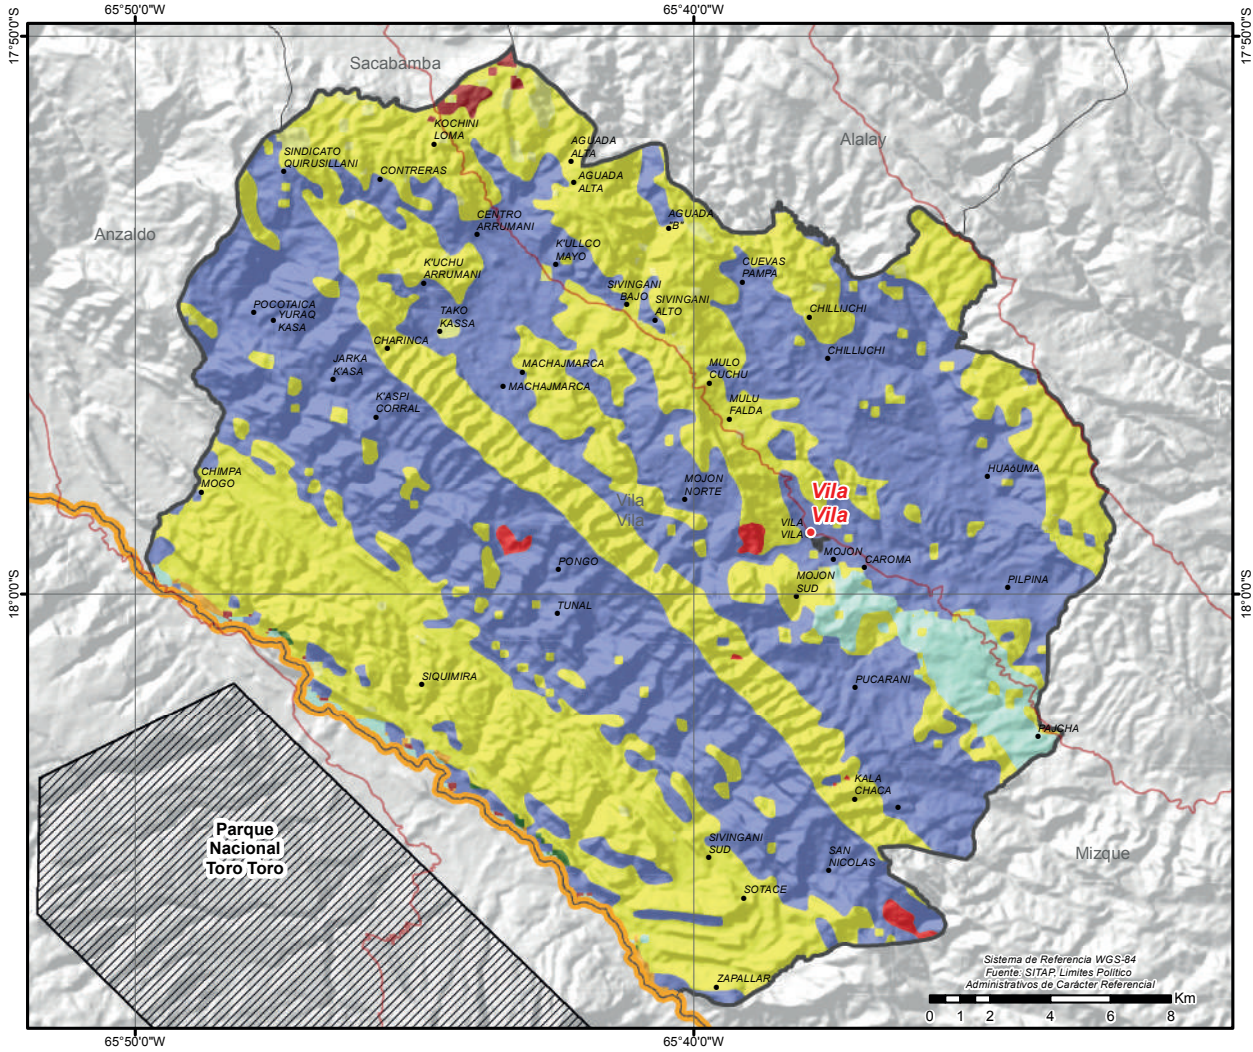 65°50'0"W
65°40'0"W
17°50'0"S
17°50'0"S
Sacabamba
Alalay
Anzaldo
KOCHINI
LOMA
AGUADA
ALTA
SINDICATO
QUIRUSILLANI
CONTRERAS
AGUADA
ALTA
CENTRO
ARRUMANI
AGUADA
"B"
K'ULLCO
MAYO
K'UCHU
ARRUMANI
CUEVAS
PAMPA
SIVINGANI
BAJO
SIVINGANI
ALTO
POCOTAICA
YURAQ
KASA
TAKO
KASSA
CHILLIJCHI
CHARINCA
CHILLIJCHI
JARKA
K'ASA
MACHAJMARCA
MACHAJMARCA
MULO
CUCHU
K'ASPI
CORRAL
MULU
FALDA
CHIMPA
MOGO
MOJON
NORTE
HUAóUMA
Vila
Vila
Vila
Vila
VILA
VILA
MOJON
CAROMA
PONGO
MOJON
SUD
PILPINA
18°0'0"S
18°0'0"S
TUNAL
SIQUIMIRA
PUCARANI
PAJCHA
KALA
CHACA
Parque
Nacional
Toro Toro
SIVINGANI
SUD
SAN
NICOLAS
Mizque
SOTACE
ZAPALLAR
Sistema de Referencia WGS-84
Fuente: SITAP, Limites Político
Administrativos de Carácter Referencial
Km
0 1 2 4 6 8
65°50'0"W
65°40'0"W